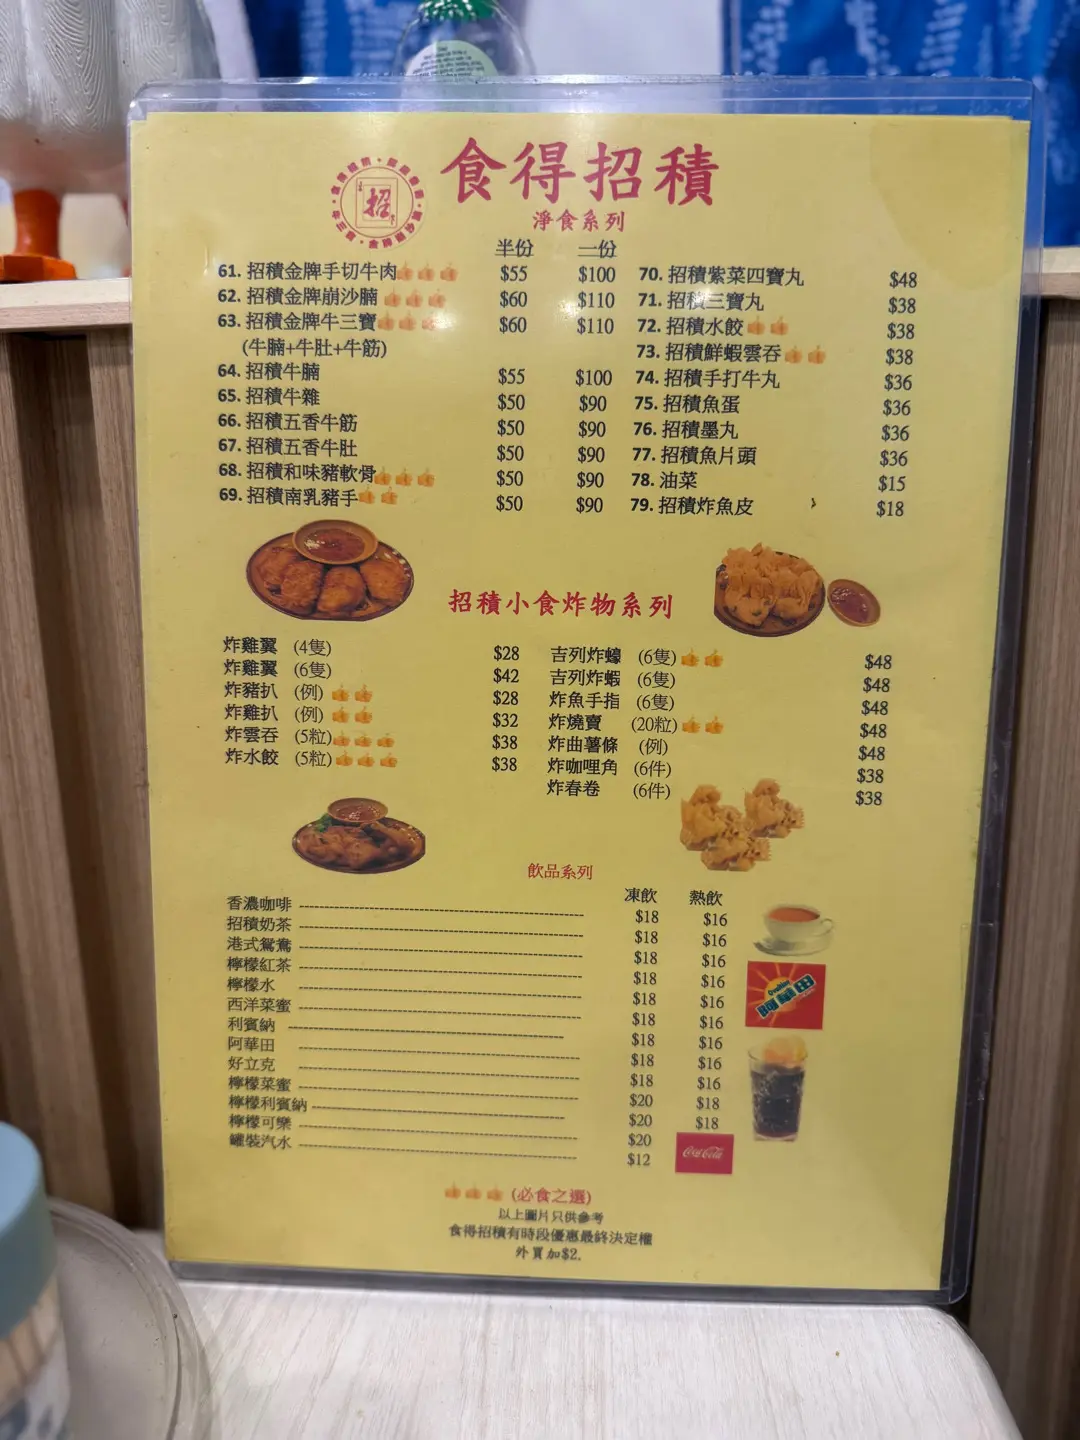 食得招積
招
淨食系列
半份 一份
61. 招積金牌手切牛肉 $55 $100
62. 招積金牌崩沙腩 $60 $110
63. 招積金牌牛三寶 $60 $110
(牛腩+牛肚+牛筋)
64. 招積牛腩 $55 $100
65. 招積牛雜 $50 $90
66. 招積五香牛筋 $50 $90
67. 招積五香牛肚 $50 $90
68. 招積和味豬軟骨 $50 $90
69. 招積南乳豬手 $50 $90
70. 招積紫菜四寶丸 $48
71. 招積三寶丸 $38
72. 招積水餃 $38
73. 招積鮮蝦雲吞 $38
74. 招積手打牛丸 $36
75. 招積魚蛋 $36
76. 招積墨丸 $36
77. 招積魚片頭 $36
78. 油菜 $15
79. 招積炸魚皮 $18
招積小食炸物系列
炸雞翼 (4隻) $28
炸雞翼 (6隻) $42
炸豬扒 (例) $28
炸雞扒 (例) $32
炸雲吞 (5粒) $38
炸水餃 (5粒) $38
吉列炸蠔 (6隻) $48
吉列炸蝦 (6隻) $48
炸魚手指 (6隻) $48
炸燒賣 (20粒) $48
炸曲薯條 (例) $48
炸咖哩角 (6件) $38
炸春卷 (6件) $38
飲品系列
凍飲 熱飲
香濃咖啡 $18 $16
招積奶茶 $18 $16
港式鴛鴦 $18 $16
檸檬紅茶 $18 $16
檸檬水 $18 $16
西洋菜蜜 $18 $16
利賓納 $18 $16
阿華田 $18 $16
好立克 $18 $16
檸檬菜蜜 $20 $18
檸檬利賓納 $20 $18
檸檬可樂 $20
罐裝汽水 $12
Ovaltine
阿華田
Coca-Cola
(必食之選)
以上圖片只供參考
食得招積有時段優惠最終決定權
外買加$2.